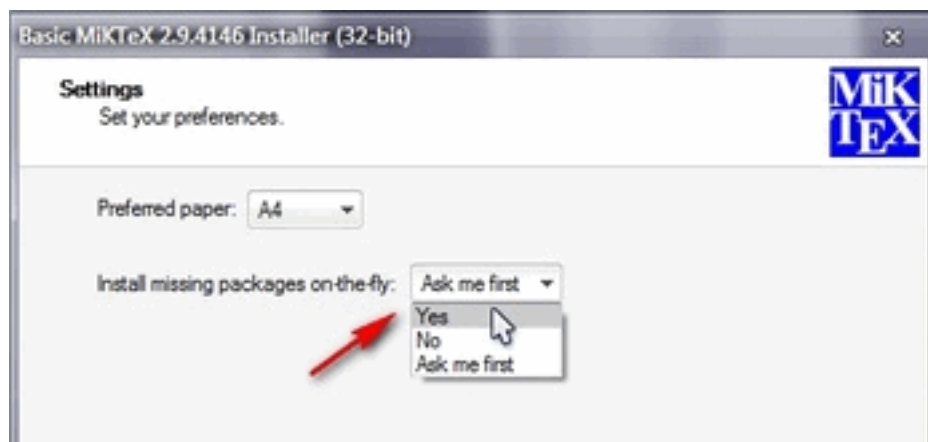 Basic MiKTeX 2.9.4146 Installer (32-bit)
Settings
Set your preferences.
MiK
TEX
Preferred paper: A4
Install missing packages on-the-fly: Ask me first
Yes
No
Ask me first